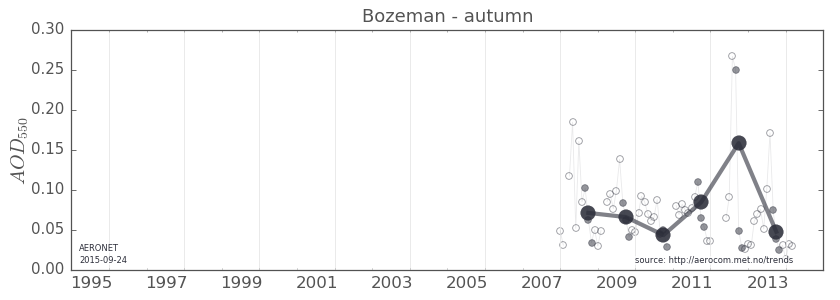 Bozeman - autumn
0.30
0.25
0.20
0.15
0.10
0.05
0.00
AOD550
AERONET
2015-09-24
source: http://aerocom.met.no/trends
1995 1997 1999 2001 2003 2005 2007 2009 2011 2013